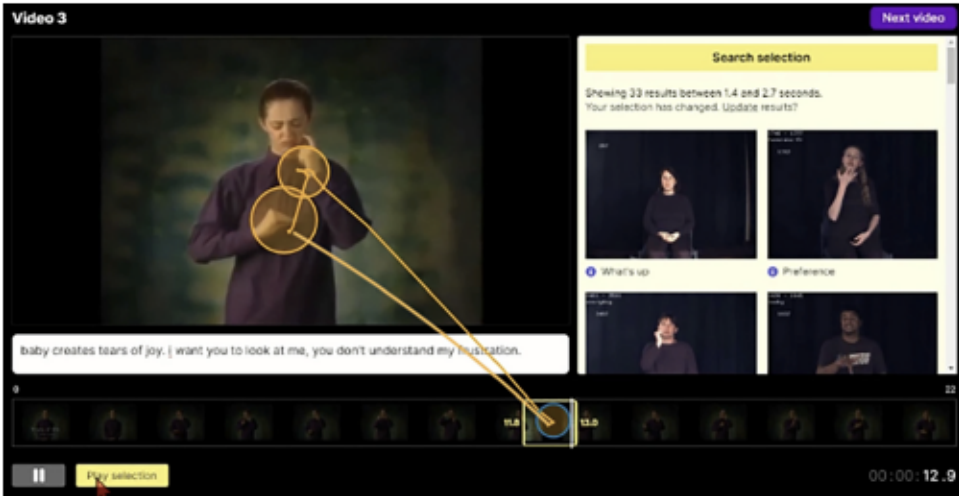 Video 3
Next video
Search selection
Showing 33 results between 1.4 and 2.7 seconds.
Your selection has changed. Update results?
What's up
Preference
baby creates tears of joy. i want you to look at me, you don't understand my frustration.
0
22
11.8
13.0
Play selection
00:00:12.9